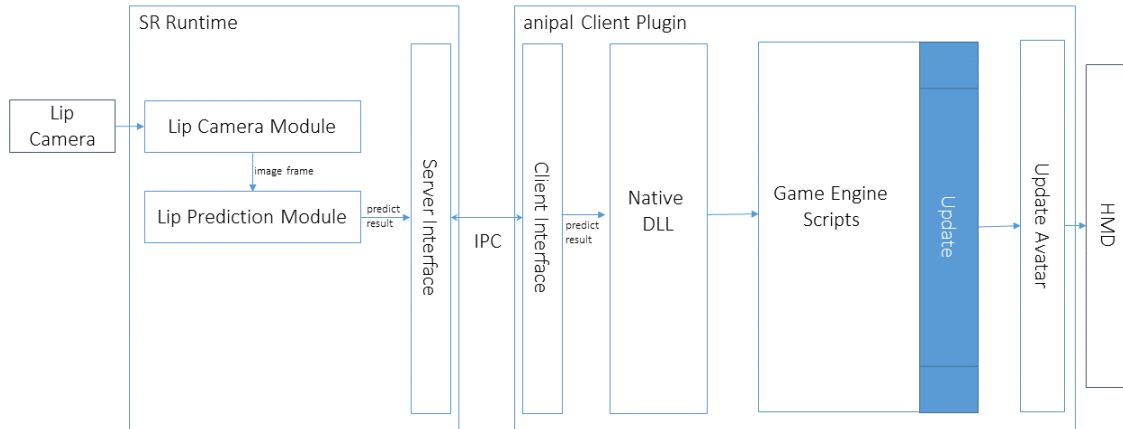 SR Runtime
anipal Client Plugin
Lip
Camera
Lip Camera Module
image frame
Lip Prediction Module
predict
result
Server Interface
IPC
Client Interface
predict
result
Native
DLL
Game Engine
Scripts
Update
Update Avatar
HMD